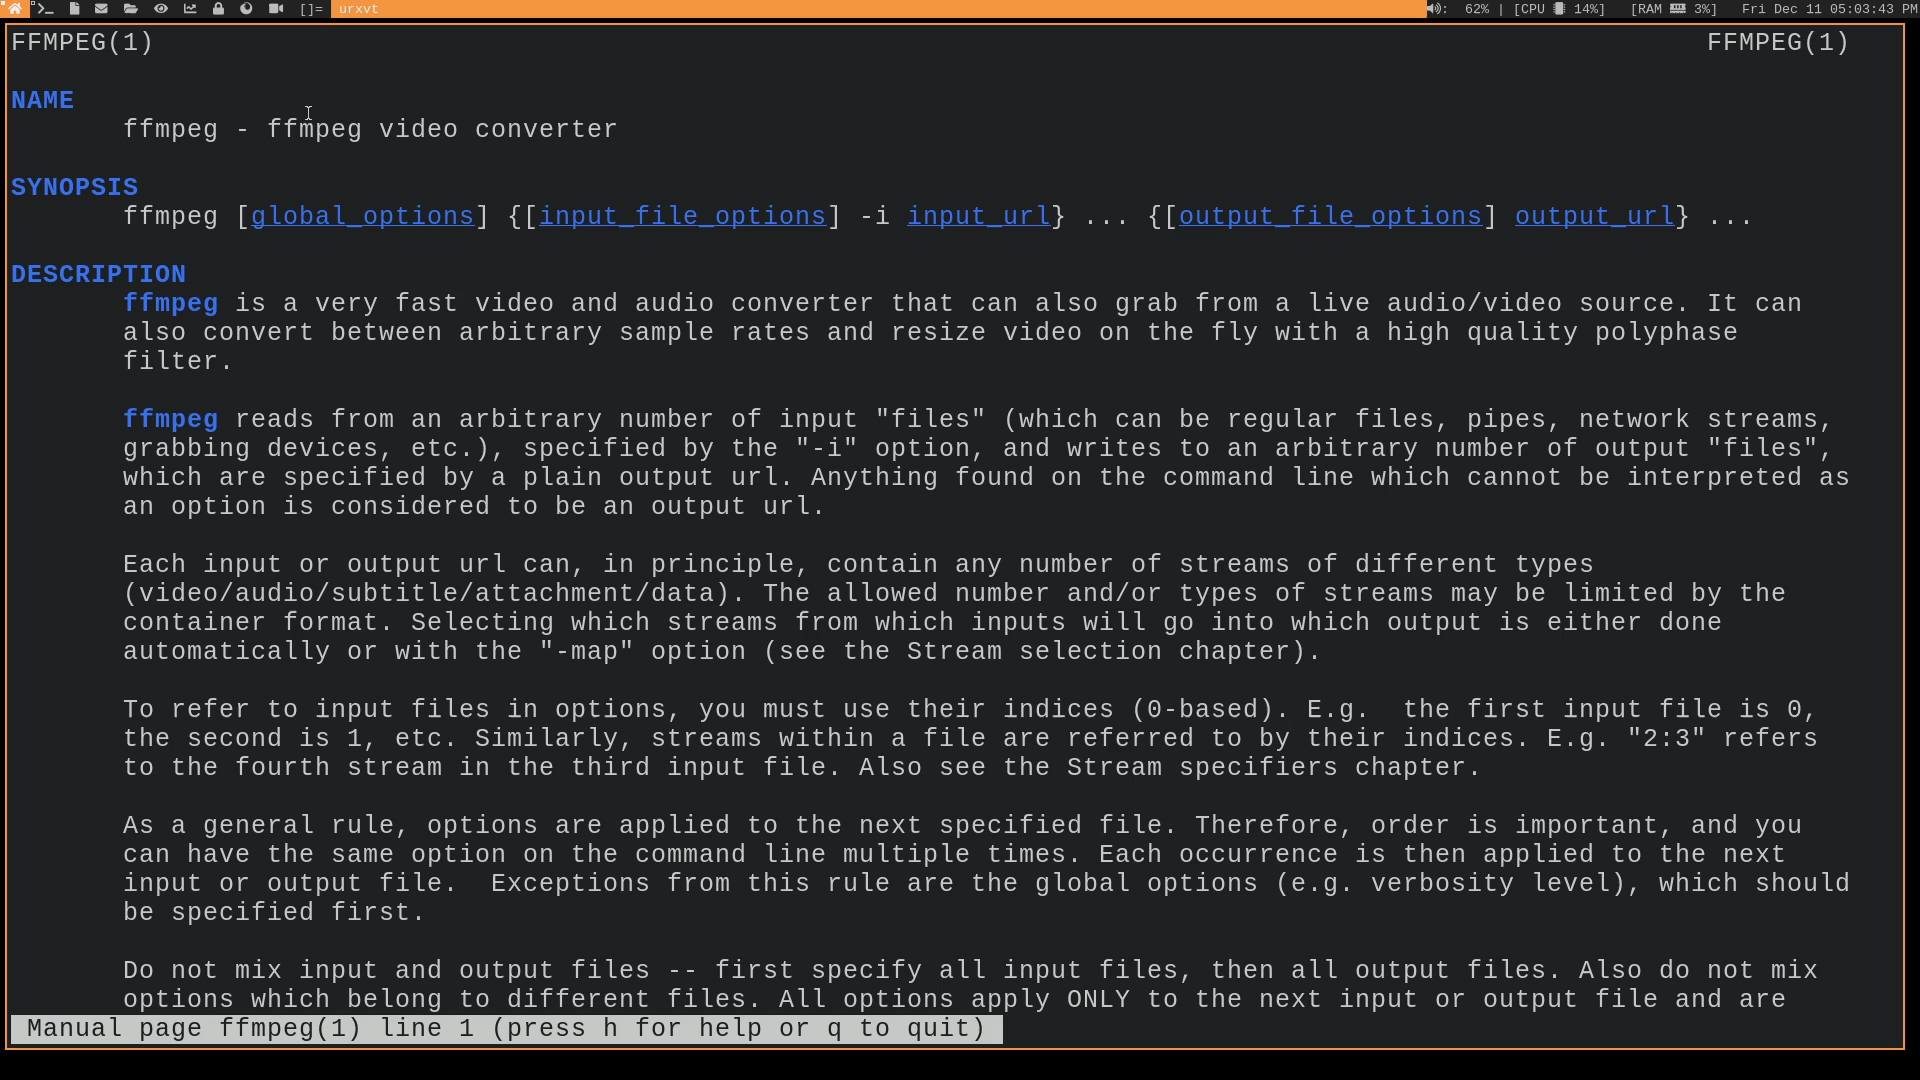 []= urxvt : 62% | [CPU 14%] [RAM 3%] Fri Dec 11 05:03:43 PM
FFMPEG(1) FFMPEG(1)
NAME
ffmpeg - ffmpeg video converter
SYNOPSIS
ffmpeg [global_options] {[input_file_options] -i input_url} ... {[output_file_options] output_url} ...
DESCRIPTION
ffmpeg is a very fast video and audio converter that can also grab from a live audio/video source. It can
also convert between arbitrary sample rates and resize video on the fly with a high quality polyphase
filter.
ffmpeg reads from an arbitrary number of input "files" (which can be regular files, pipes, network streams,
grabbing devices, etc.), specified by the "-i" option, and writes to an arbitrary number of output "files",
which are specified by a plain output url. Anything found on the command line which cannot be interpreted as
an option is considered to be an output url.
Each input or output url can, in principle, contain any number of streams of different types
(video/audio/subtitle/attachment/data). The allowed number and/or types of streams may be limited by the
container format. Selecting which streams from which inputs will go into which output is either done
automatically or with the "-map" option (see the Stream selection chapter).
To refer to input files in options, you must use their indices (0-based). E.g.  the first input file is 0,
the second is 1, etc. Similarly, streams within a file are referred to by their indices. E.g. "2:3" refers
to the fourth stream in the third input file. Also see the Stream specifiers chapter.
As a general rule, options are applied to the next specified file. Therefore, order is important, and you
can have the same option on the command line multiple times. Each occurrence is then applied to the next
input or output file.  Exceptions from this rule are the global options (e.g. verbosity level), which should
be specified first.
Do not mix input and output files -- first specify all input files, then all output files. Also do not mix
options which belong to different files. All options apply ONLY to the next input or output file and are
Manual page ffmpeg(1) line 1 (press h for help or q to quit)